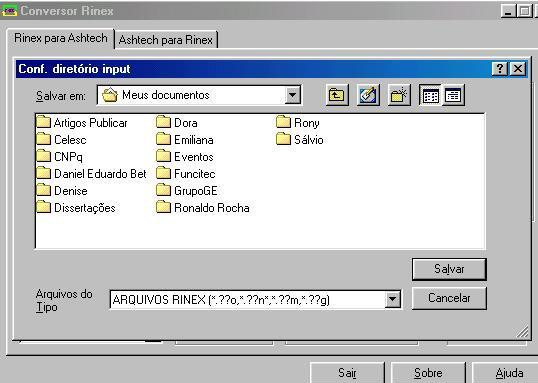 Conversor Rinex
Rinex para Ashtech
Ashtech para Rinex
Conf. diretório input
Salvar em:
Meus documentos
Artigos Publicar
Celesc
CNPq
Daniel Eduardo Bet
Denise
Dissertações
Dora
Emiliana
Eventos
Funcitec
GrupoGE
Ronaldo Rocha
Rony
Sálvio
Salvar
Arquivos do
Tipo
ARQUIVOS RINEX (*.??o,*.??n*,*.??m,*.??g)
Cancelar
Sair
Sobre
Ajuda